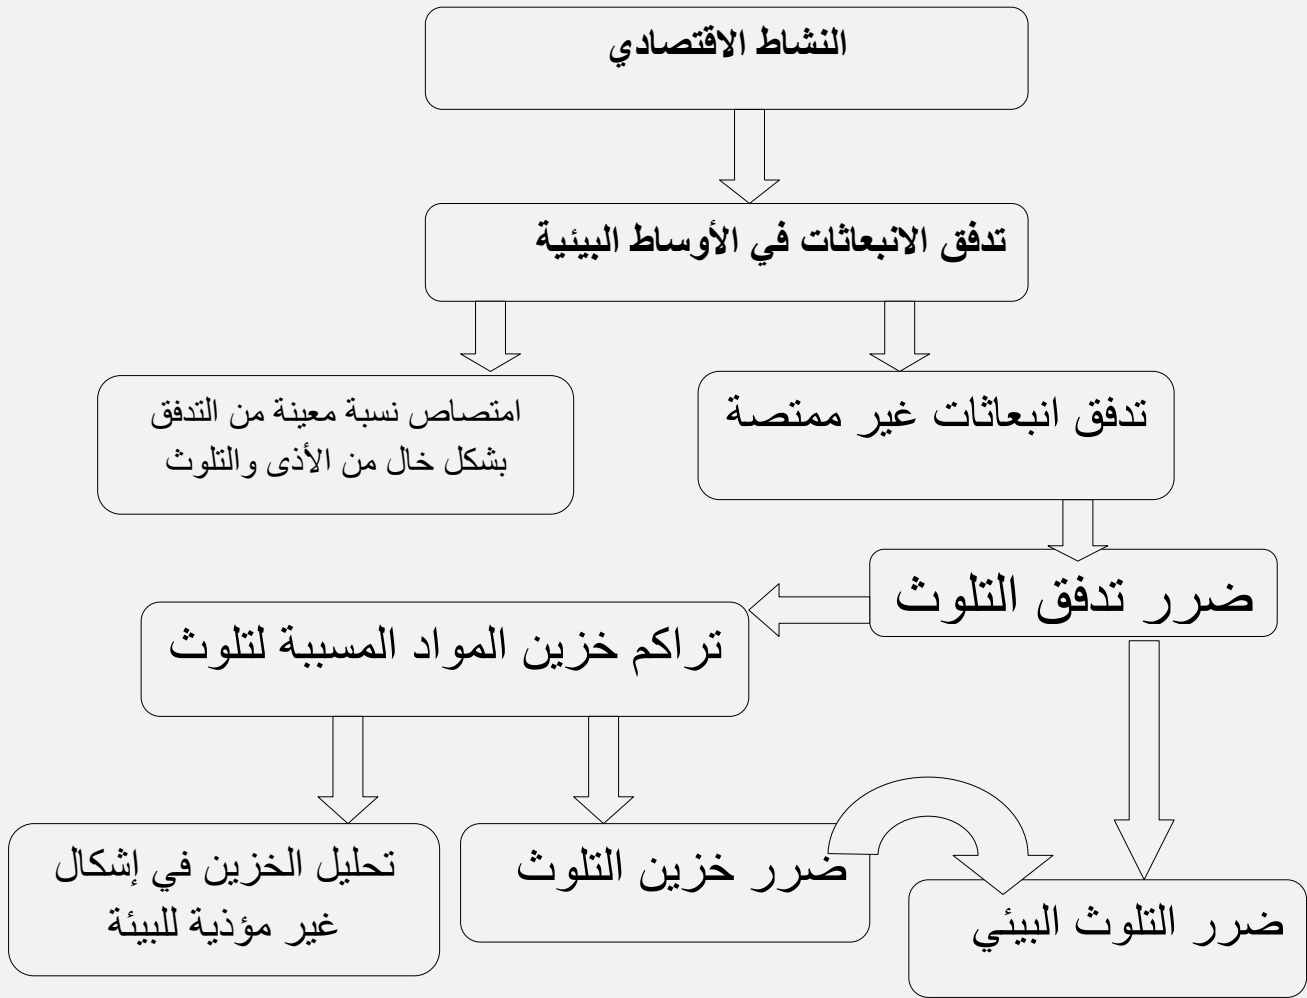 النشاط الاقتصادي
تدفق الانبعاثات في الأوساط البيئية
تدفق انبعاثات غير ممتصة
امتصاص نسبة معينة من التدفق
بشكل خال من الأذى والتلوث
ضرر تدفق التلوث
تراكم خزين المواد المسببة لتلوث
ضرر خزين التلوث
تحليل الخزين في إشكال
غير مؤذية للبيئة
ضرر التلوث البيئي